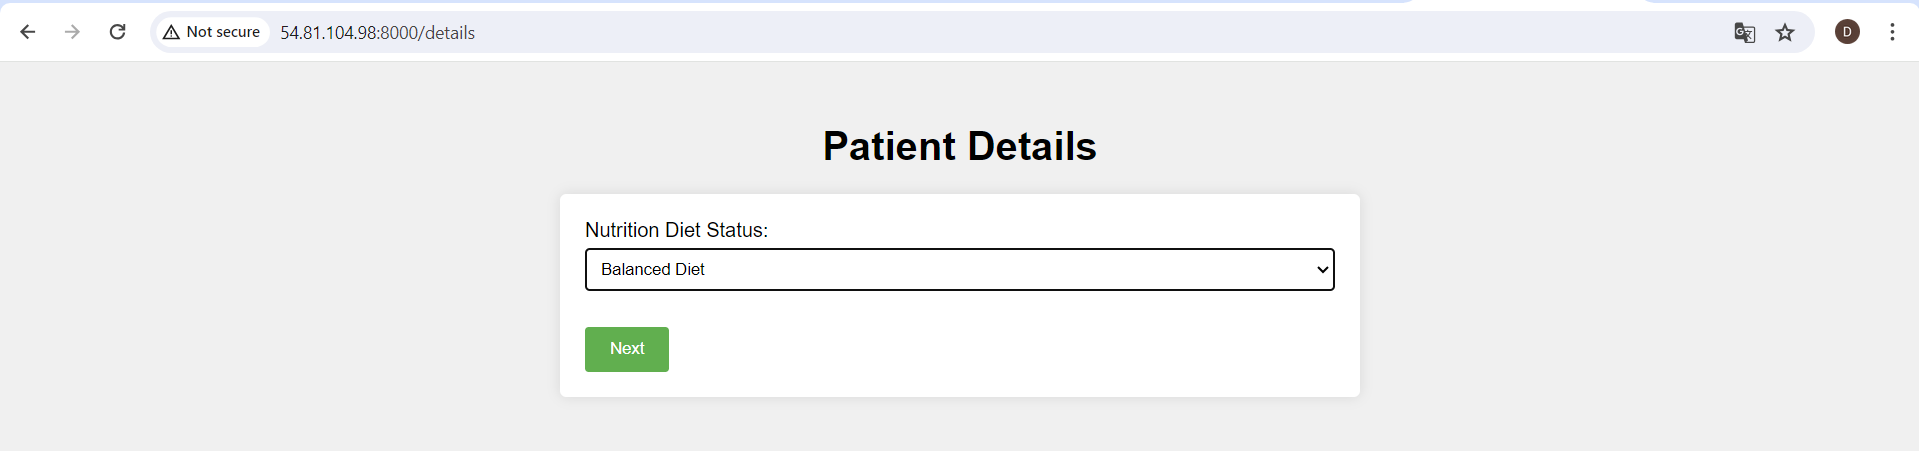 Not secure 54.81.104.98:8000/details D
Patient Details
Nutrition Diet Status:
Balanced Diet
Next